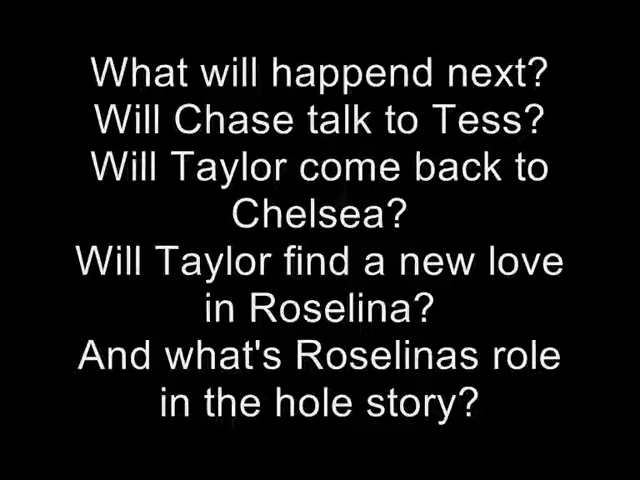 What will happend next?
Will Chase talk to Tess?
Will Taylor come back to
Chelsea?
Will Taylor find a new love
in Roselina?
And what's Roselinas role
in the hole story?